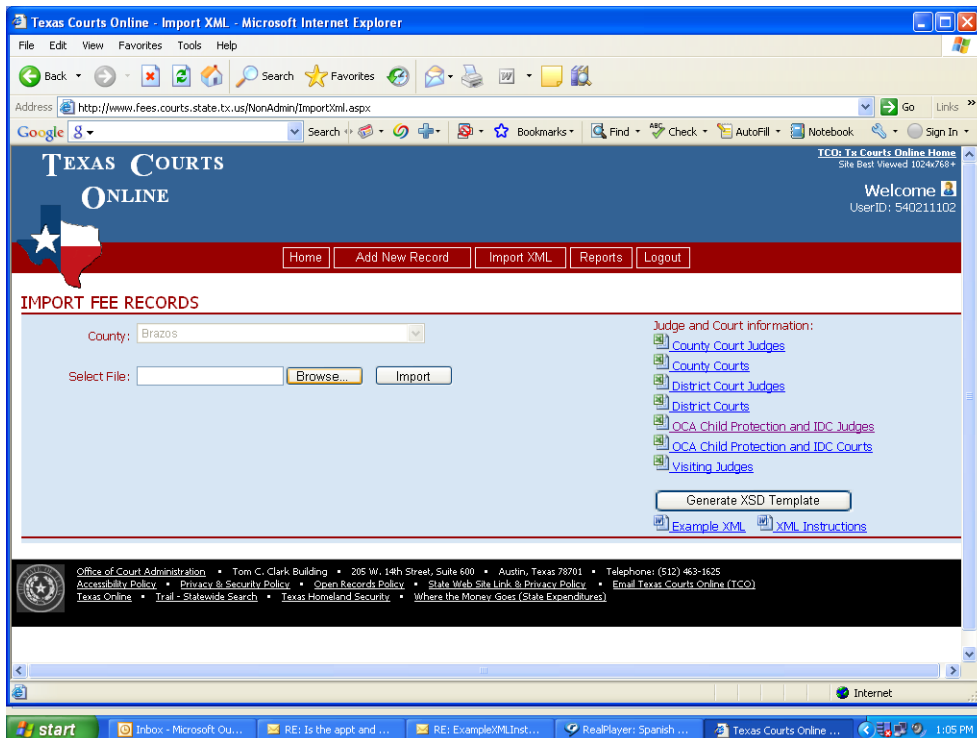 Texas Courts Online - Import XML - Microsoft Internet Explorer
File Edit View Favorites Tools Help
Back Search Favorites
Address http://www.fees.courts.state.tx.us/NonAdmin/ImportXml.aspx Go Links »
Google Search Bookmarks Find Check AutoFill Notebook Sign In
TEXAS COURTS
ONLINE
TCO: Tx Courts Online Home
Site Best Viewed 1024x768+
Welcome
UserID: 540211102
Home Add New Record Import XML Reports Logout
IMPORT FEE RECORDS
County: Brazos
Select File: Browse... Import
Judge and Court information:
County Court Judges
County Courts
District Court Judges
District Courts
OCA Child Protection and IDC Judges
OCA Child Protection and IDC Courts
Visiting Judges
Generate XSD Template
Example XML XML Instructions
Office of Court Administration ▪ Tom C. Clark Building ▪ 205 W. 14th Street, Suite 600 ▪ Austin, Texas 78701 ▪ Telephone: (512) 463-1625
Accessibility Policy ▪ Privacy & Security Policy ▪ Open Records Policy ▪ State Web Site Link & Privacy Policy ▪ Email Texas Courts Online (TCO)
Texas Online ▪ Trail - Statewide Search ▪ Texas Homeland Security ▪ Where the Money Goes (State Expenditures)
Internet
start Inbox - Microsoft Ou... RE: Is the appt and ... RE: ExampleXMLInst... RealPlayer: Spanish ... Texas Courts Online ... 1:05 PM